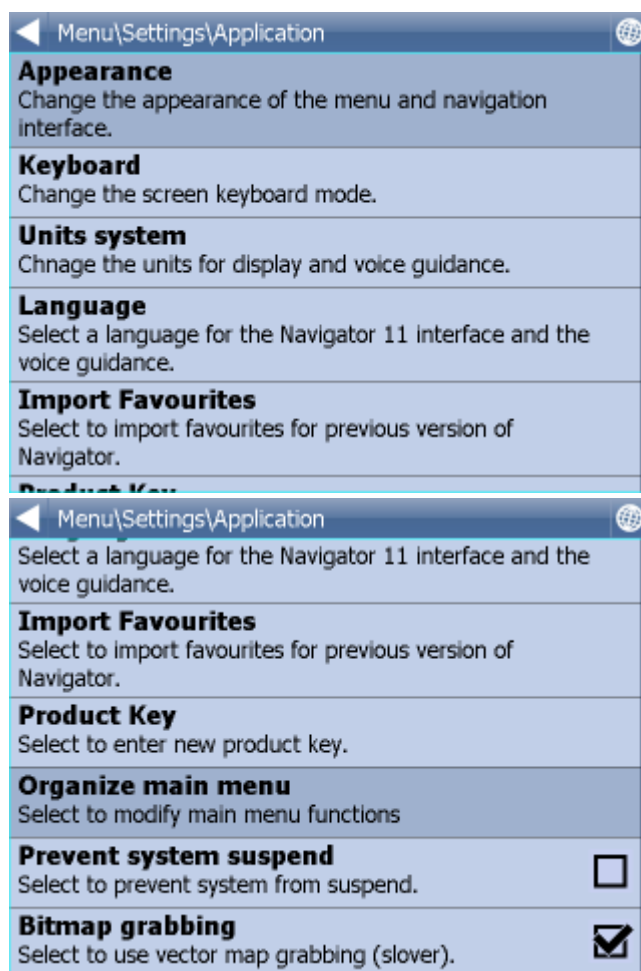 Menu\Settings\Application
Appearance
Change the appearance of the menu and navigation
interface.
Keyboard
Change the screen keyboard mode.
Units system
Chnage the units for display and voice guidance.
Language
Select a language for the Navigator 11 interface and the
voice guidance.
Import Favourites
Select to import favourites for previous version of
Navigator.
Product Key
Menu\Settings\Application
Select a language for the Navigator 11 interface and the
voice guidance.
Import Favourites
Select to import favourites for previous version of
Navigator.
Product Key
Select to enter new product key.
Organize main menu
Select to modify main menu functions
Prevent system suspend
Select to prevent system from suspend.
Bitmap grabbing
Select to use vector map grabbing (slover).